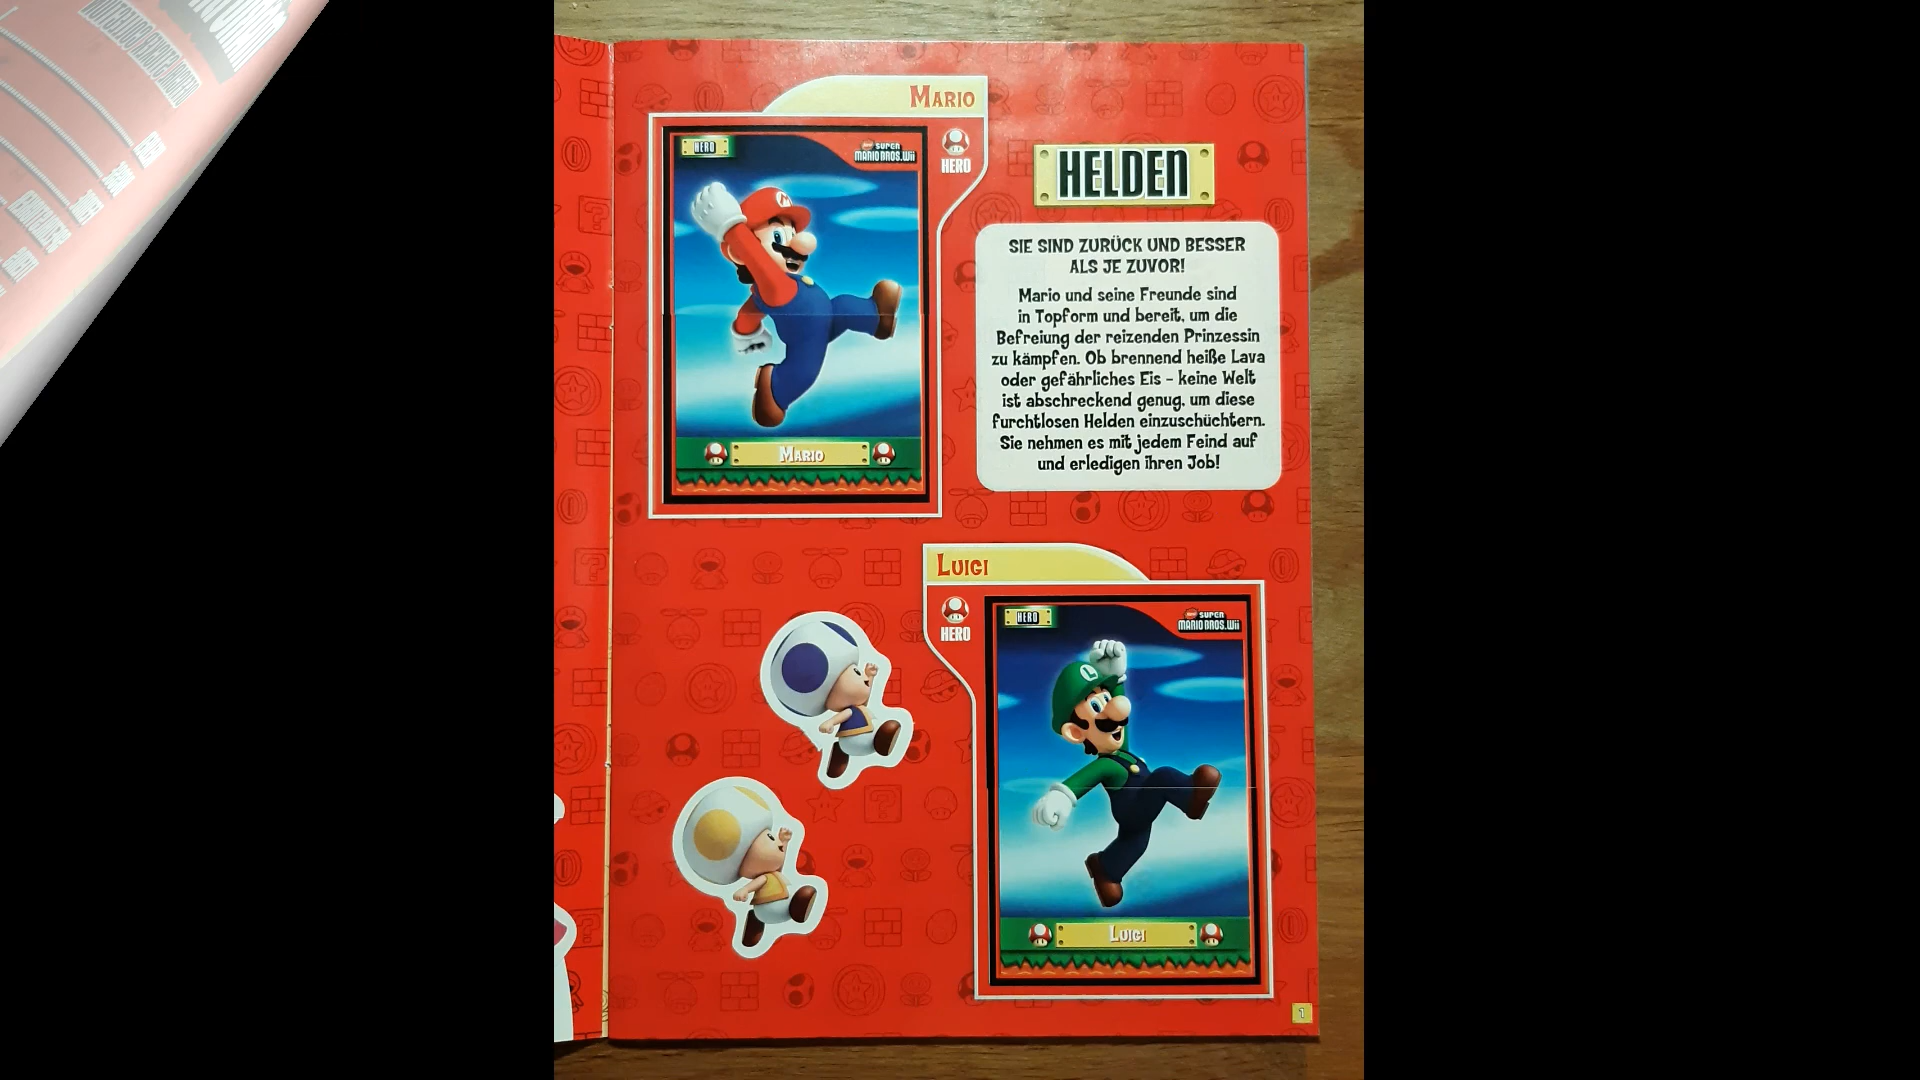 MARIO
HERO
SUPER
MARIO BROS.Wii
HERO
MARIO
HELDEN
SIE SIND ZURÜCK UND BESSER
ALS JE ZUVOR!
Mario und seine Freunde sind
in Topform und bereit, um die
Befreiung der reizenden Prinzessin
zu kämpfen. Ob brennend heiße Lava
oder gefährliches Eis – keine Welt
ist abschreckend genug, um diese
furchtlosen Helden einzuschüchtern.
Sie nehmen es mit jedem Feind auf
und erledigen ihren Job!
LUIGI
HERO
HERO
SUPER
MARIO BROS.Wii
LUIGI
1